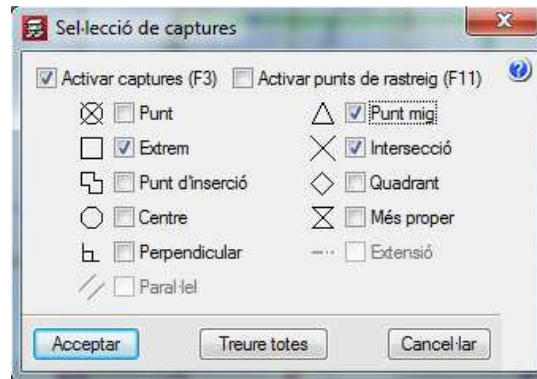 Sel·lecció de captures
Activar captures (F3) Activar punts de rastreig (F11)
Punt Punt mig
Extrem Intersecció
Punt d'inserció Quadrant
Centre Més proper
Perpendicular Extensió
Paral·lel
Acceptar Treure totes Cancel·lar